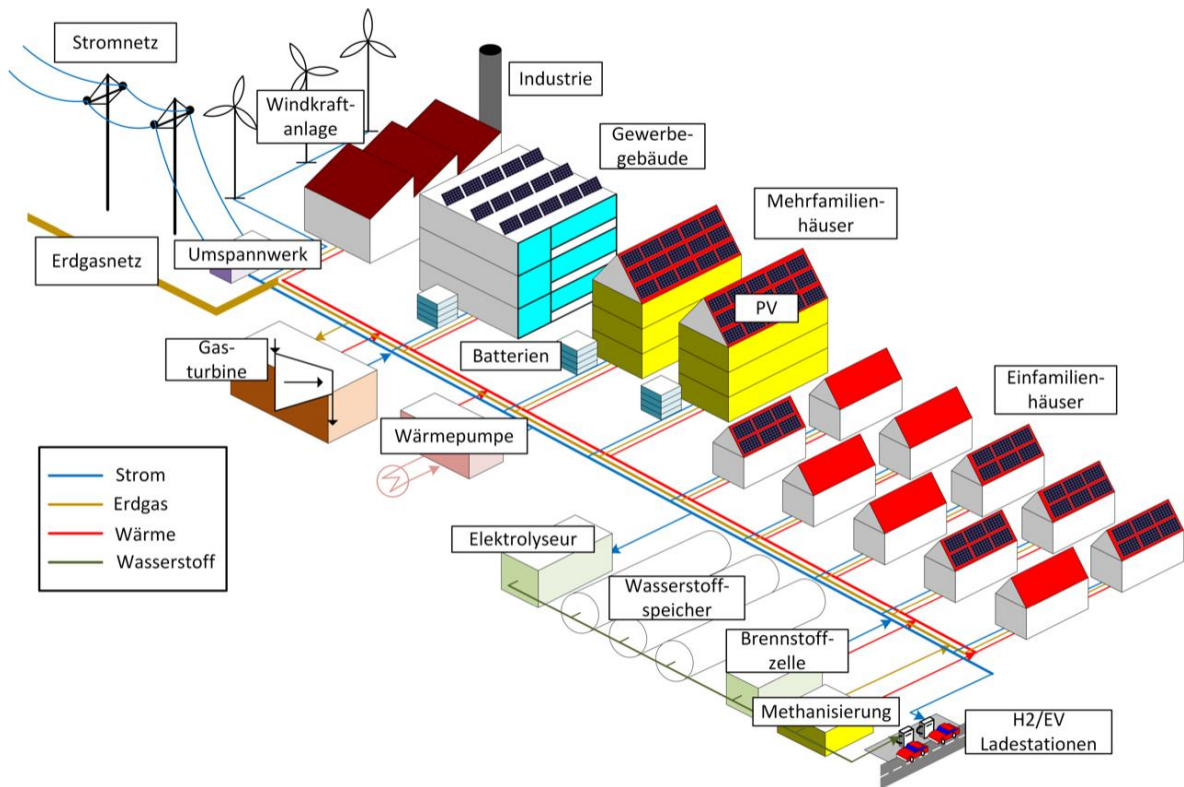 Stromnetz
Windkraft-
anlage
Industrie
Gewerbe-
gebäude
Mehrfamilien-
häuser
Erdgasnetz
Umspannwerk
PV
Gas-
turbine
Batterien
Einfamilien-
häuser
Wärmepumpe
Strom
Erdgas
Wärme
Wasserstoff
Elektrolyseur
Wasserstoff-
speicher
Brennstoff-
zelle
Methanisierung
H2/EV
Ladestationen